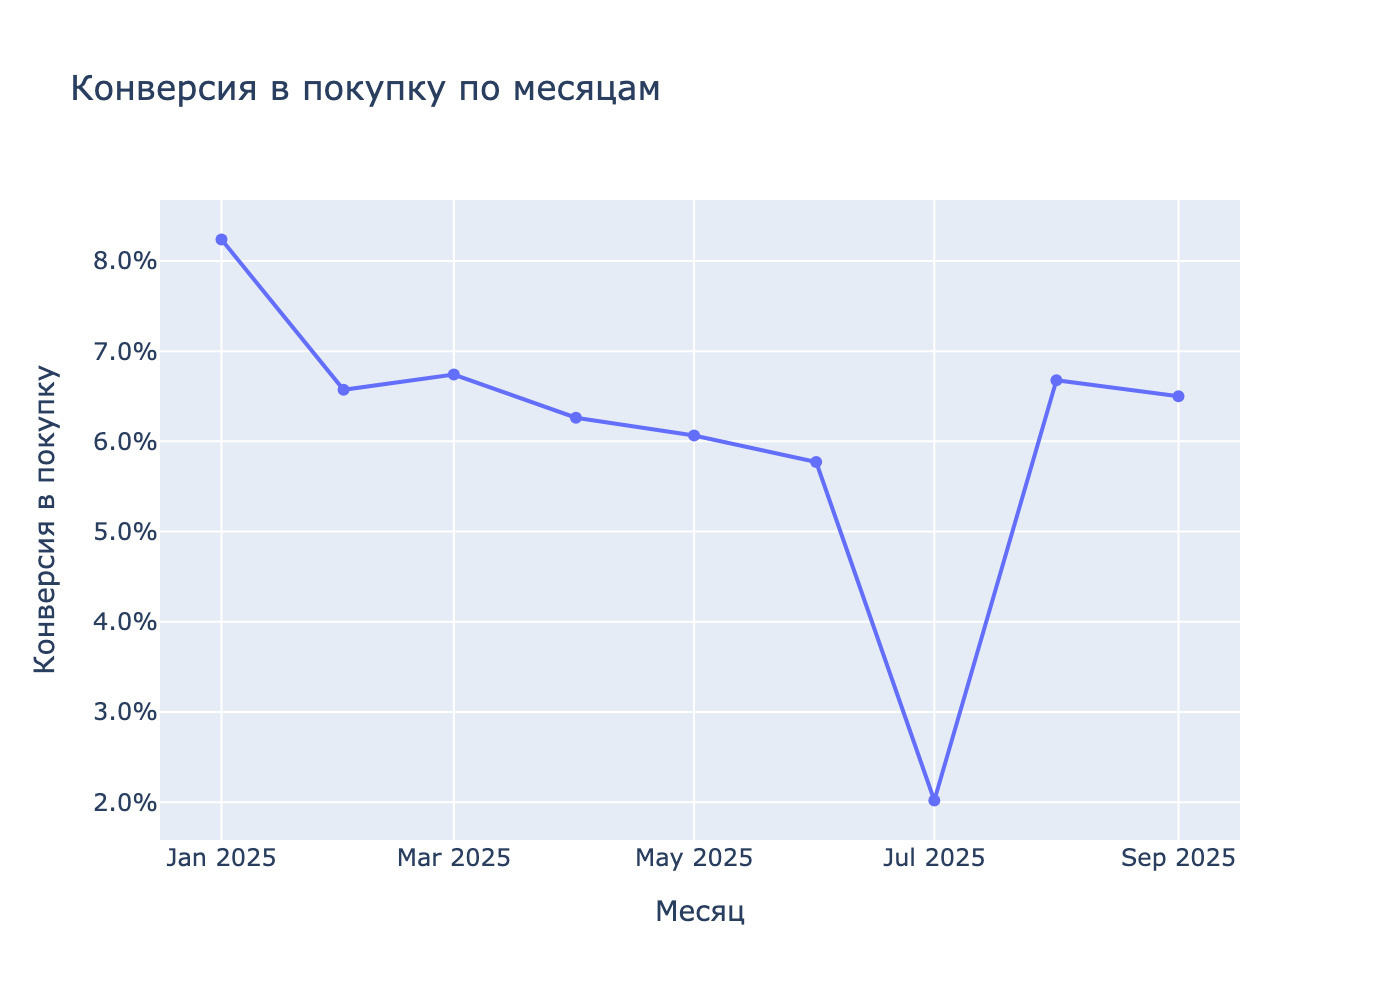 Конверсия в покупку по месяцам
Конверсия в покупку
8.0%
7.0%
6.0%
5.0%
4.0%
3.0%
2.0%
Jan 2025
Mar 2025
May 2025
Jul 2025
Sep 2025
Месяц